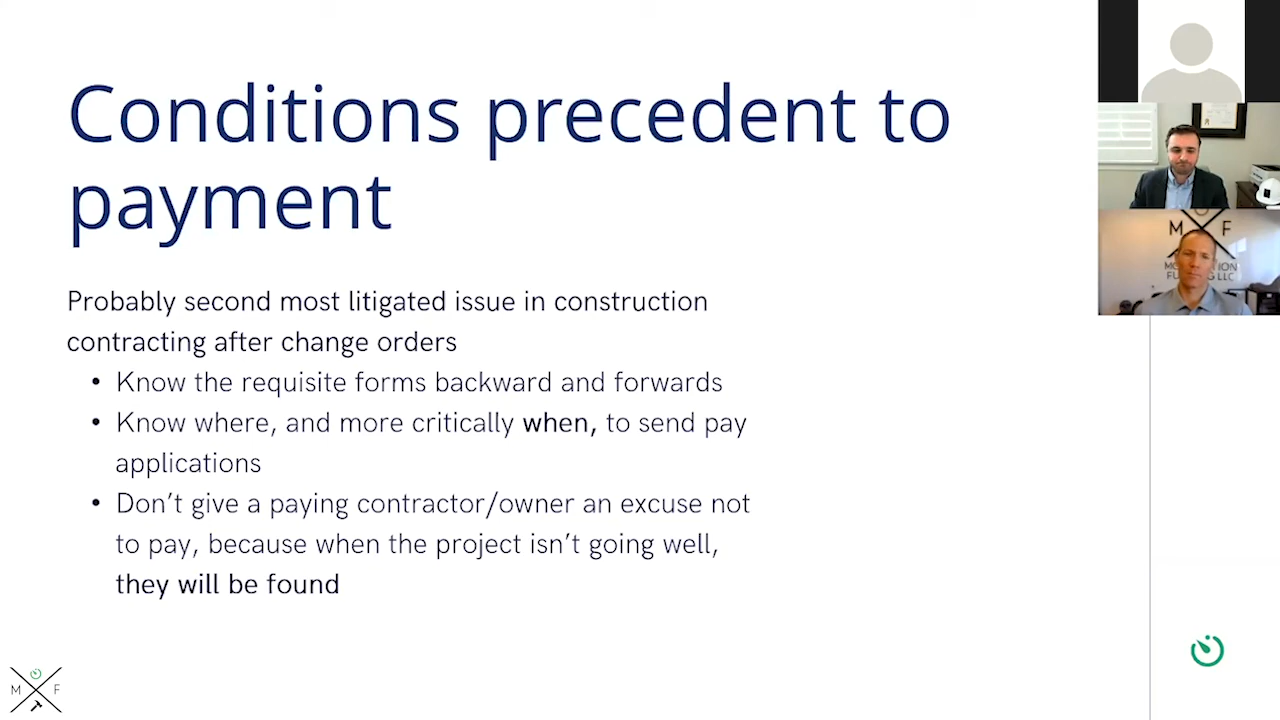 Conditions precedent to
payment
Probably second most litigated issue in construction
contracting after change orders
• Know the requisite forms backward and forwards
• Know where, and more critically when, to send pay
applications
• Don't give a paying contractor/owner an excuse not
to pay, because when the project isn't going well,
they will be found
M F
M F